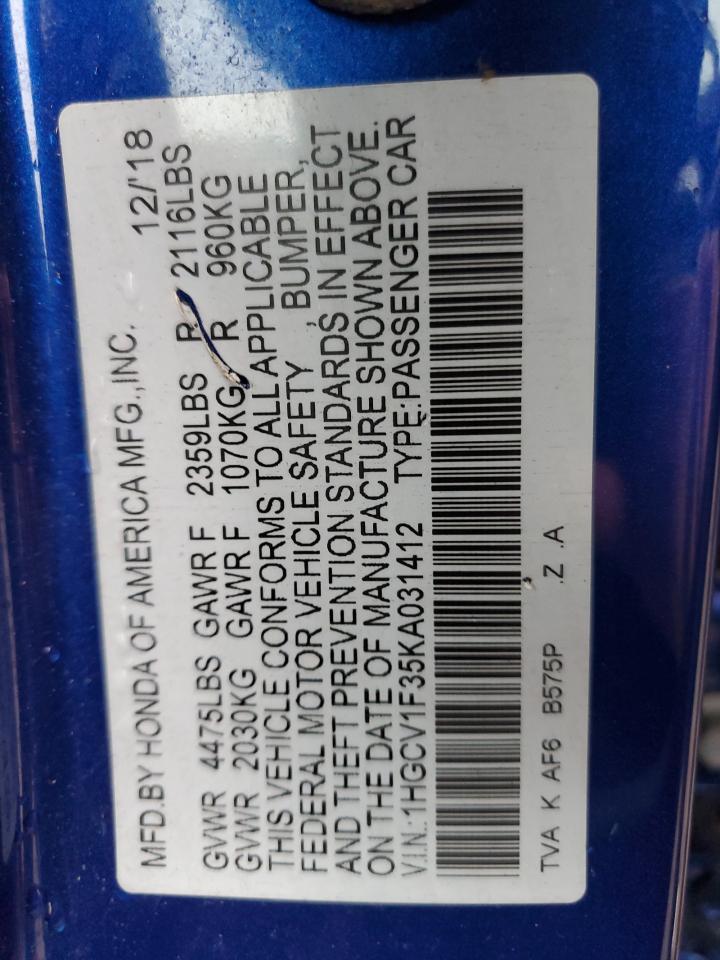 MFD.BY HONDA OF AMERICA MFG.,INC. 12/'18
GVWR 4475LBS GAWR F 2359LBS R 2116LBS
GVWR 2030KG GAWR F 1070KG R 960KG
THIS VEHICLE CONFORMS TO ALL APPLICABLE
FEDERAL MOTOR VEHICLE SAFETY , BUMPER,
AND THEFT PREVENTION STANDARDS IN EFFECT
ON THE DATE OF MANUFACTURE SHOWN ABOVE.
V.I.N.:1HGCV1F35KA031412 TYPE:PASSENGER CAR
TVA K AF6 B575P .Z .A